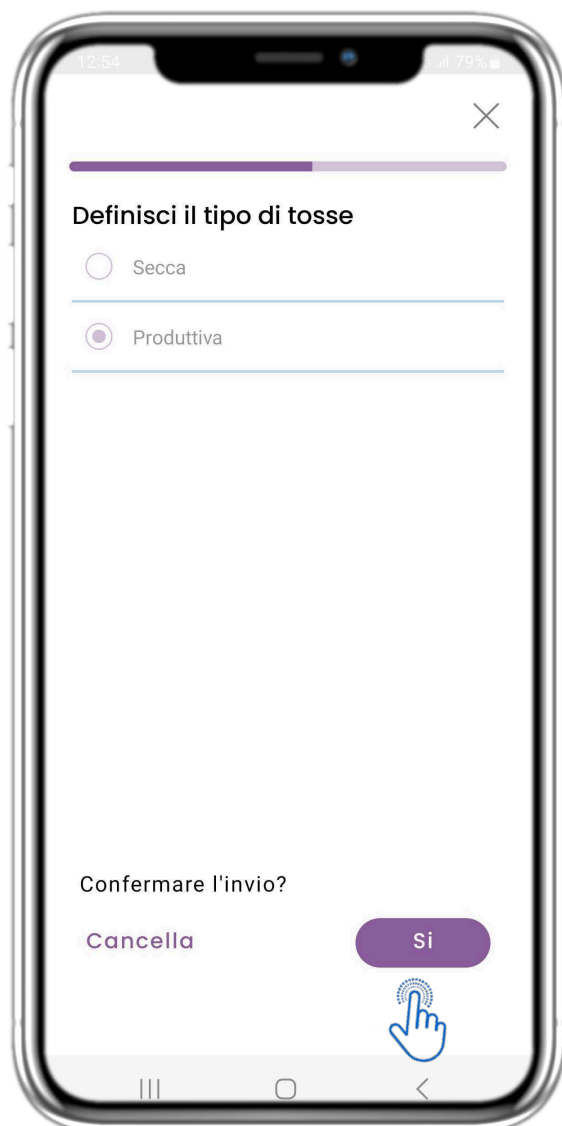 12:54
79%
Definisci il tipo di tosse
Secca
Produttiva
Confermare l'invio?
Cancella
Si